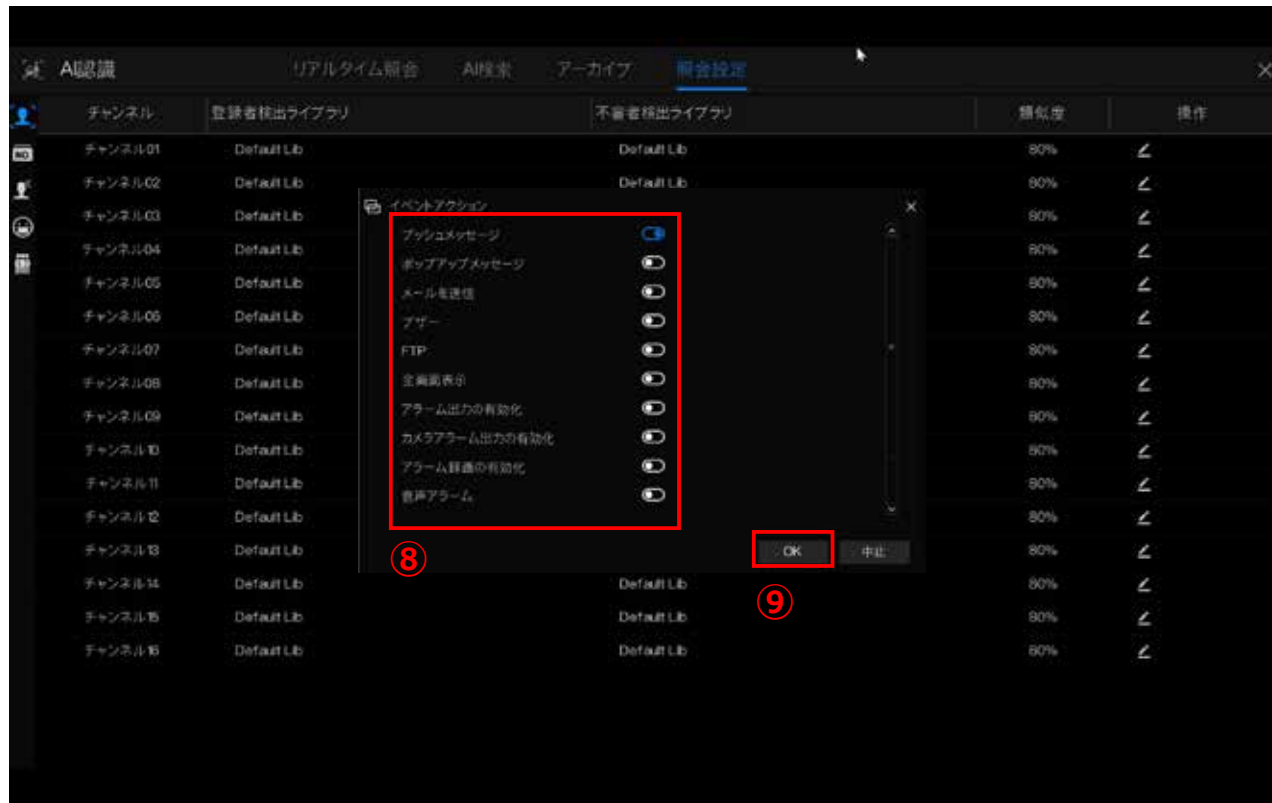 AI認識 リアルタイム照合 AI検索 アーカイブ 照合設定
チャンネル 登録者検出ライブラリ 不審者検出ライブラリ 類似度 操作
チャンネル01 Default Lib Default Lib 80%
チャンネル02 Default Lib Default Lib 80%
チャンネル03 Default Lib 80%
チャンネル04 Default Lib 80%
チャンネル05 Default Lib 80%
チャンネル06 Default Lib 80%
チャンネル07 Default Lib 80%
チャンネル08 Default Lib 80%
チャンネル09 Default Lib 80%
チャンネル10 Default Lib 80%
チャンネル11 Default Lib 80%
チャンネル12 Default Lib 80%
チャンネル13 Default Lib 80%
チャンネル14 Default Lib Default Lib 80%
チャンネル15 Default Lib Default Lib 80%
チャンネル16 Default Lib Default Lib 80%
NO
イベントアクション
プッシュメッセージ
ポップアップメッセージ
メールを送信
ブザー
FTP
全画面表示
アラーム出力の有効化
カメラアラーム出力の有効化
アラーム録画の有効化
音声アラーム
OK 中止
⑧
⑨